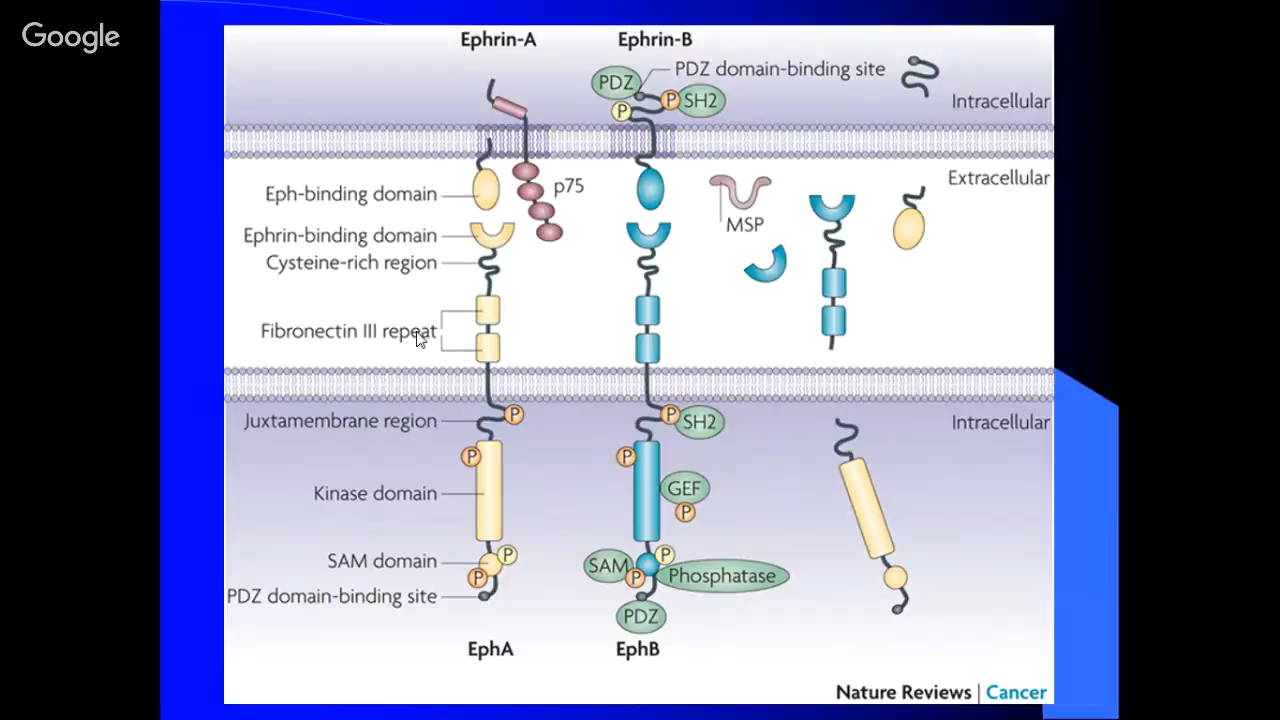 Google
Ephrin-A
Ephrin-B
PDZ domain-binding site
PDZ
P
P
SH2
Intracellular
Extracellular
Eph-binding domain
p75
MSP
Ephrin-binding domain
Cysteine-rich region
Fibronectin III repeat
Juxtamembrane region
P
P
SH2
Intracellular
P
P
Kinase domain
GEF
P
SAM domain
P
P
SAM
P
P
Phosphatase
PDZ domain-binding site
PDZ
EphA
EphB
Nature Reviews | Cancer